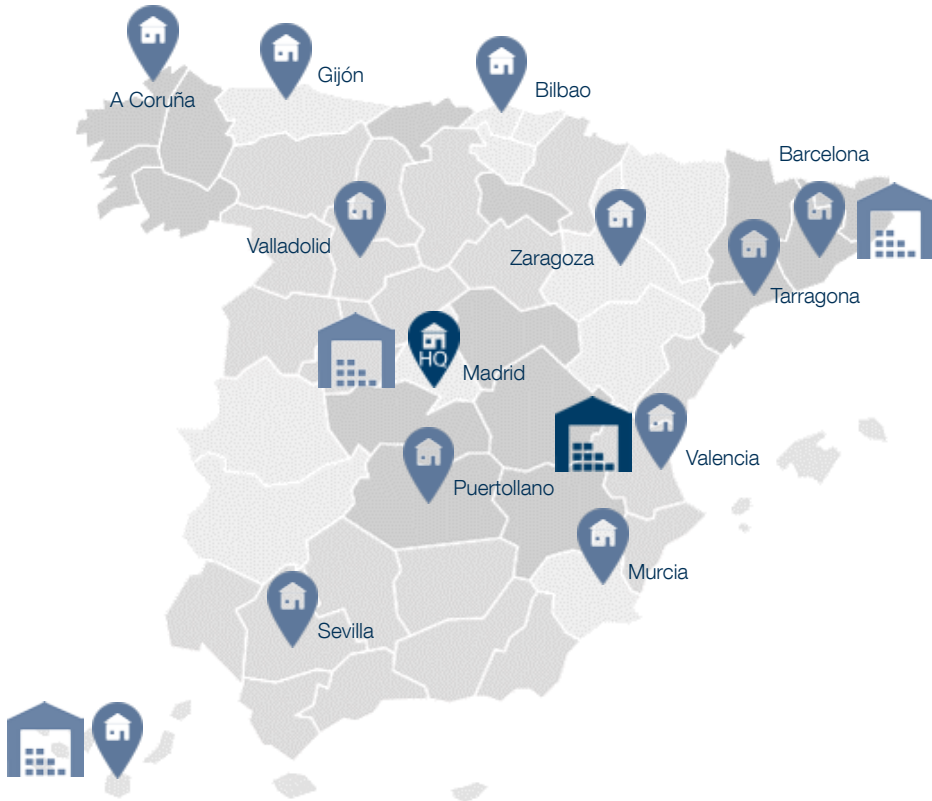 Gijón
Bilbao
A Coruña
Barcelona
Valladolid
Zaragoza
Tarragona
HQ
Madrid
Valencia
Puertollano
Murcia
Sevilla